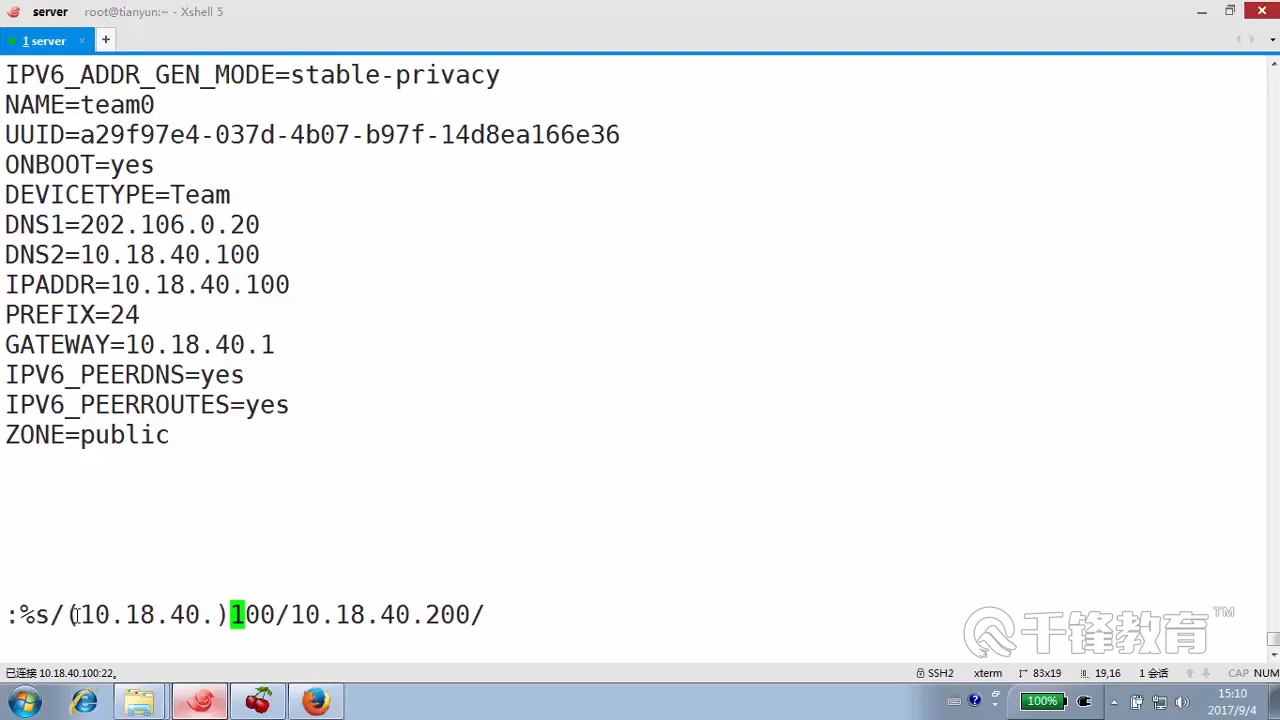 server root@tianyun:~ - Xshell 5
1 server × +
IPV6_ADDR_GEN_MODE=stable-privacy
NAME=team0
UUID=a29f97e4-037d-4b07-b97f-14d8ea166e36
ONBOOT=yes
DEVICETYPE=Team
DNS1=202.106.0.20
DNS2=10.18.40.100
IPADDR=10.18.40.100
PREFIX=24
GATEWAY=10.18.40.1
IPV6_PEERDNS=yes
IPV6_PEERROUTES=yes
ZONE=public
:%s/(10.18.40.)100/10.18.40.200/
千锋教育™
已连接 10.18.40.100:22。 SSH2 xterm 83x19 19,16 1 会话 CAP NUM
100% 15:10
2017/9/4